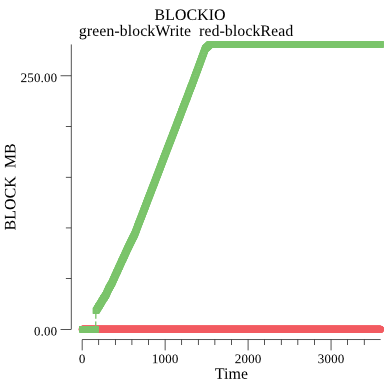 BLOCKIO
green-blockWrite  red-blockRead
250.00
BLOCK  MB
0.00
0 1000 2000 3000
Time